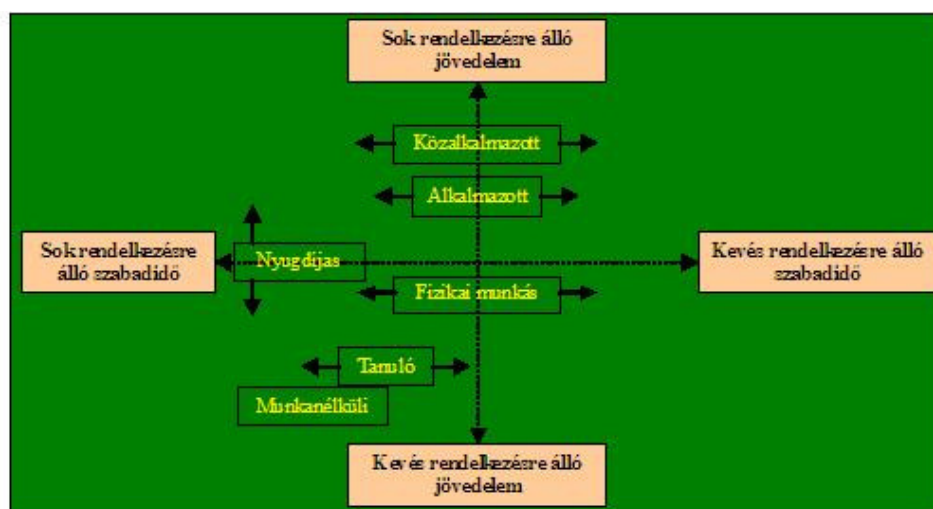 Sok rendelkezésre álló
jövedelem
Közalkalmazott
Alkalmazott
Sok rendelkezésre
álló szabadidő
Nyugdíjas
Kevés rendelkezésre álló
szabadidő
Fizikai munkás
Tanuló
Munkanélküli
Kevés rendelkezésre álló
jövedelem